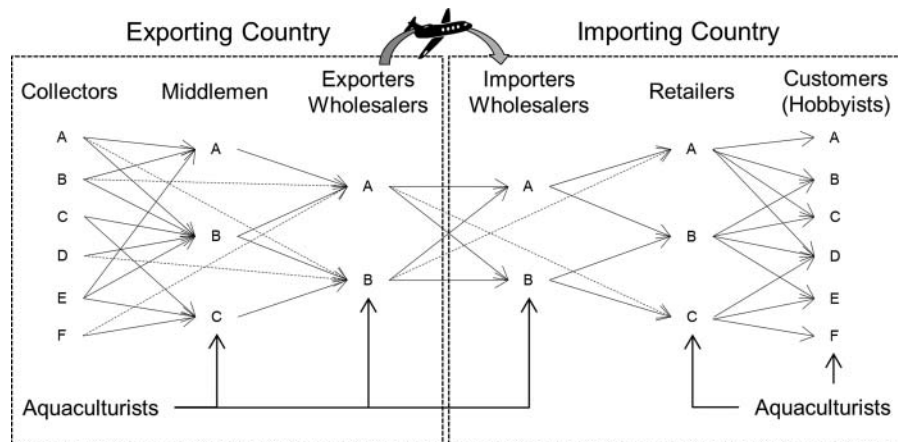 Exporting Country
Importing Country
Collectors
Middlemen
Exporters
Wholesalers
Importers
Wholesalers
Retailers
Customers
(Hobbyists)
A
B
C
D
E
F
A
B
C
A
B
A
B
A
B
C
A
B
C
D
E
F
Aquaculturists
Aquaculturists